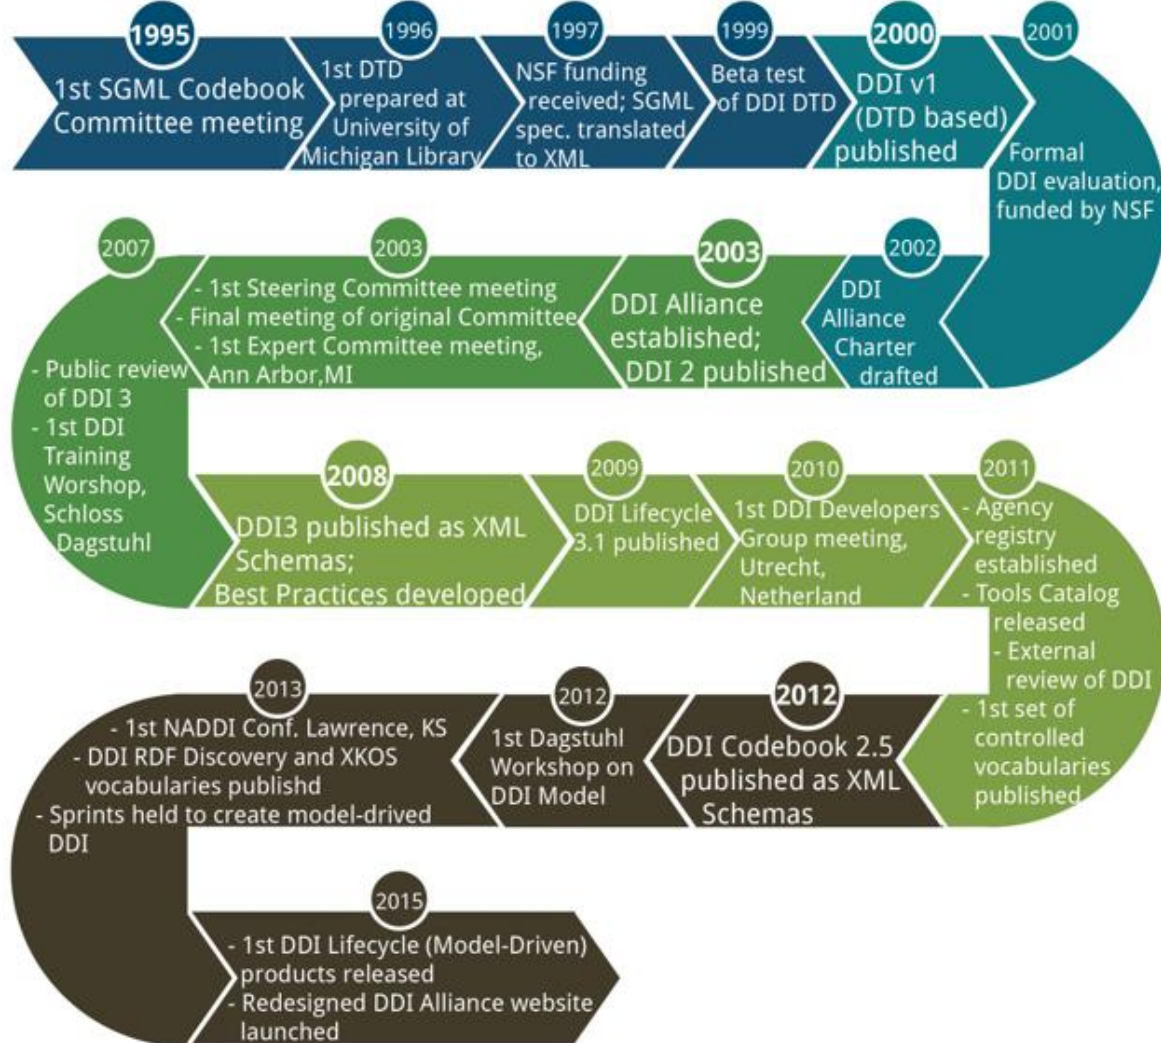 1995
1st SGML Codebook
Committee meeting
1996
1st DTD
prepared at
University of
Michigan Library
1997
NSF funding
received; SGML
spec. translated
to XML
1999
Beta test
of DDI DTD
2000
DDI v1
(DTD based)
published
2001
Formal
DDI evaluation,
funded by NSF
2002
DDI
Alliance
Charter
drafted
2003
DDI Alliance
established;
DDI 2 published
2003
- 1st Steering Committee meeting
- Final meeting of original Committee
- 1st Expert Committee meeting,
Ann Arbor,MI
2007
- Public review
of DDI 3
- 1st DDI
Training
Worshop,
Schloss
Dagstuhl
2008
DDI3 published as XML
Schemas;
Best Practices developed
2009
DDI Lifecycle
3.1 published
2010
1st DDI Developers
Group meeting,
Utrecht,
Netherland
2011
- Agency
registry
established
- Tools Catalog
released
- External
review of DDI
- 1st set of
controlled
vocabularies
published
2012
DDI Codebook 2.5
published as XML
Schemas
2012
1st Dagstuhl
Workshop on
DDI Model
2013
- 1st NADDI Conf. Lawrence, KS
- DDI RDF Discovery and XKOS
vocabularies publishd
- Sprints held to create model-drived
DDI
2015
- 1st DDI Lifecycle (Model-Driven)
products released
- Redesigned DDI Alliance website
launched